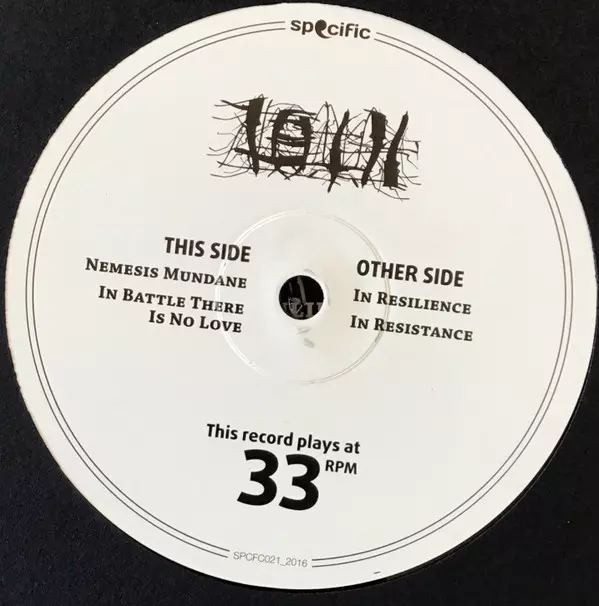 specific
THIS SIDE
NEMESIS MUNDANE
IN BATTLE THERE
IS NO LOVE
OTHER SIDE
IN RESILIENCE
IN RESISTANCE
This record plays at
33 RPM
SPCFC021_2016